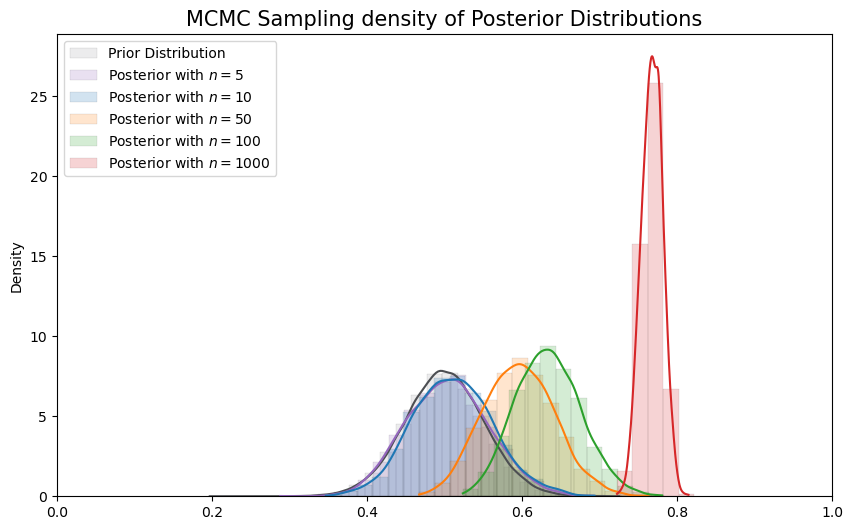 MCMC Sampling density of Posterior Distributions
Prior Distribution
Posterior with n = 5
Posterior with n = 10
Posterior with n = 50
Posterior with n = 100
Posterior with n = 1000
Density
25
20
15
10
5
0
0.0 0.2 0.4 0.6 0.8 1.0